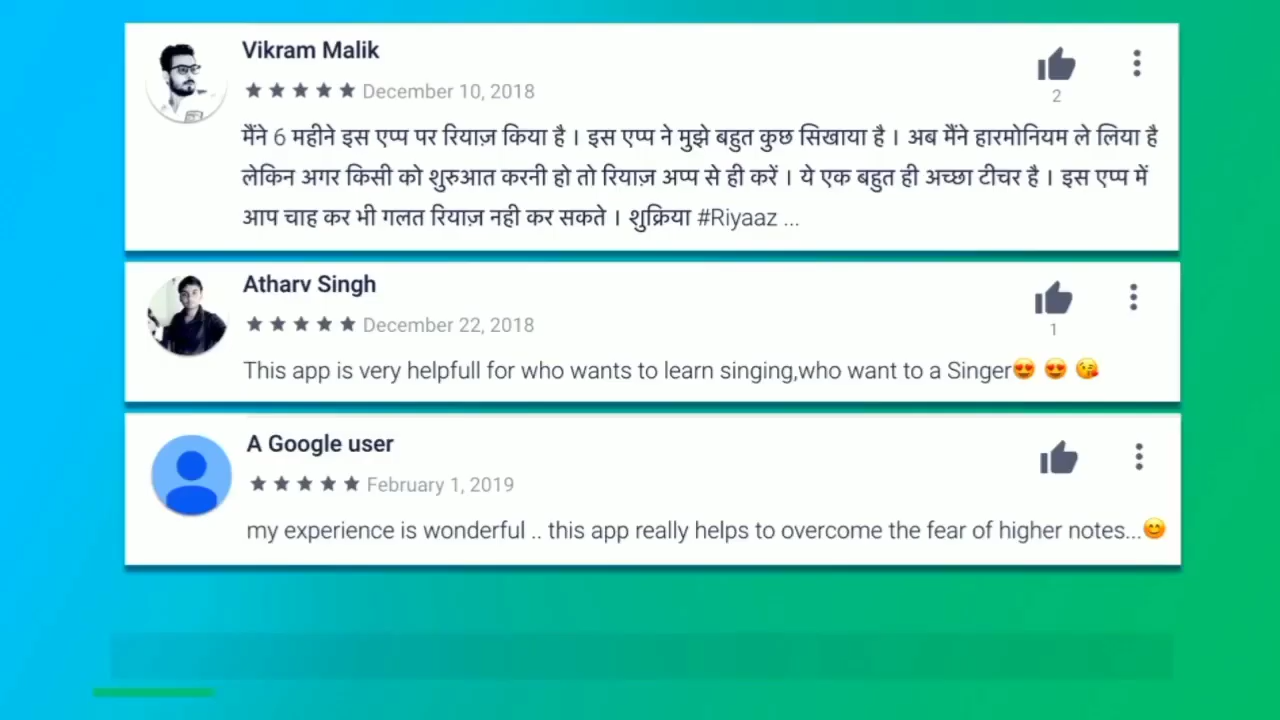 Vikram Malik
December 10, 2018
2
मैंने 6 महीने इस एप्प पर रियाज़ किया है । इस एप्प ने मुझे बहुत कुछ सिखाया है । अब मैंने हारमोनियम ले लिया है
लेकिन अगर किसी को शुरुआत करनी हो तो रियाज़ अप्प से ही करें । ये एक बहुत ही अच्छा टीचर है । इस एप्प में
आप चाह कर भी गलत रियाज़ नही कर सकते । शुक्रिया #Riyaaz ...
Atharv Singh
December 22, 2018
1
This app is very helpfull for who wants to learn singing,who want to a Singer😍 😍 😘
A Google user
February 1, 2019
my experience is wonderful .. this app really helps to overcome the fear of higher notes...😊